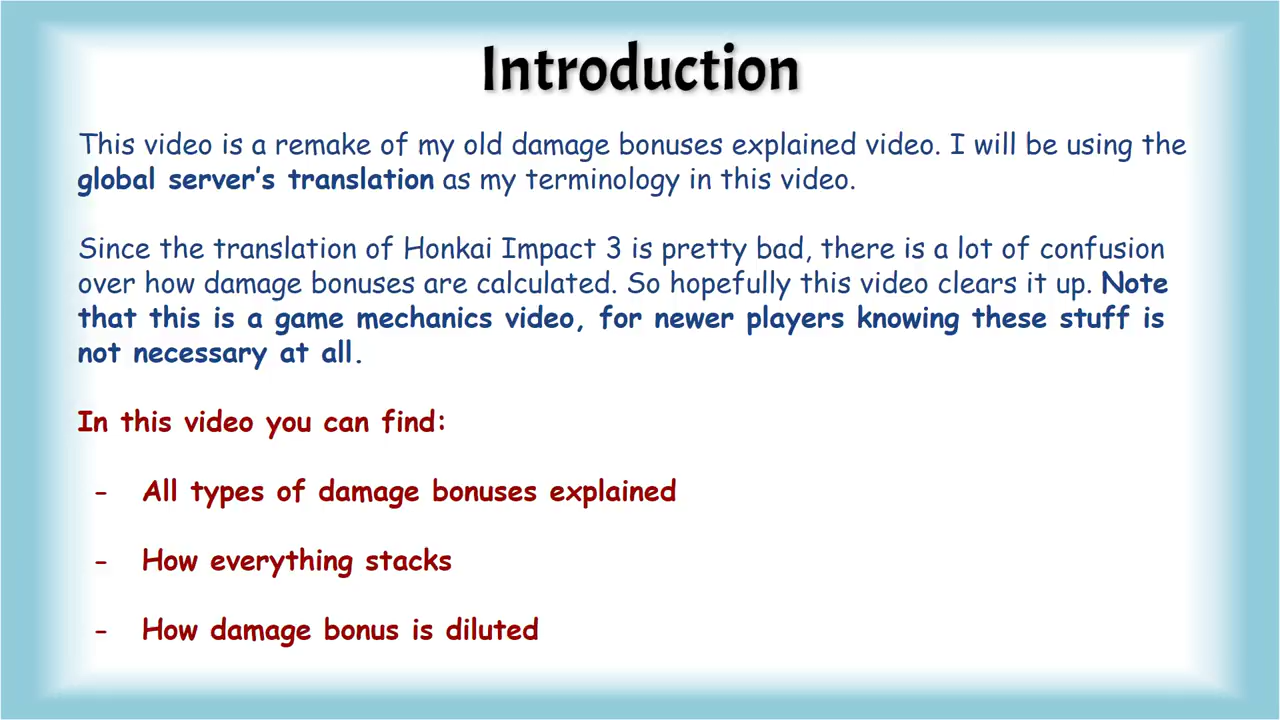 Introduction
This video is a remake of my old damage bonuses explained video. I will be using the
global server's translation as my terminology in this video.
Since the translation of Honkai Impact 3 is pretty bad, there is a lot of confusion
over how damage bonuses are calculated. So hopefully this video clears it up. Note
that this is a game mechanics video, for newer players knowing these stuff is
not necessary at all.
In this video you can find:
- All types of damage bonuses explained
- How everything stacks
- How damage bonus is diluted